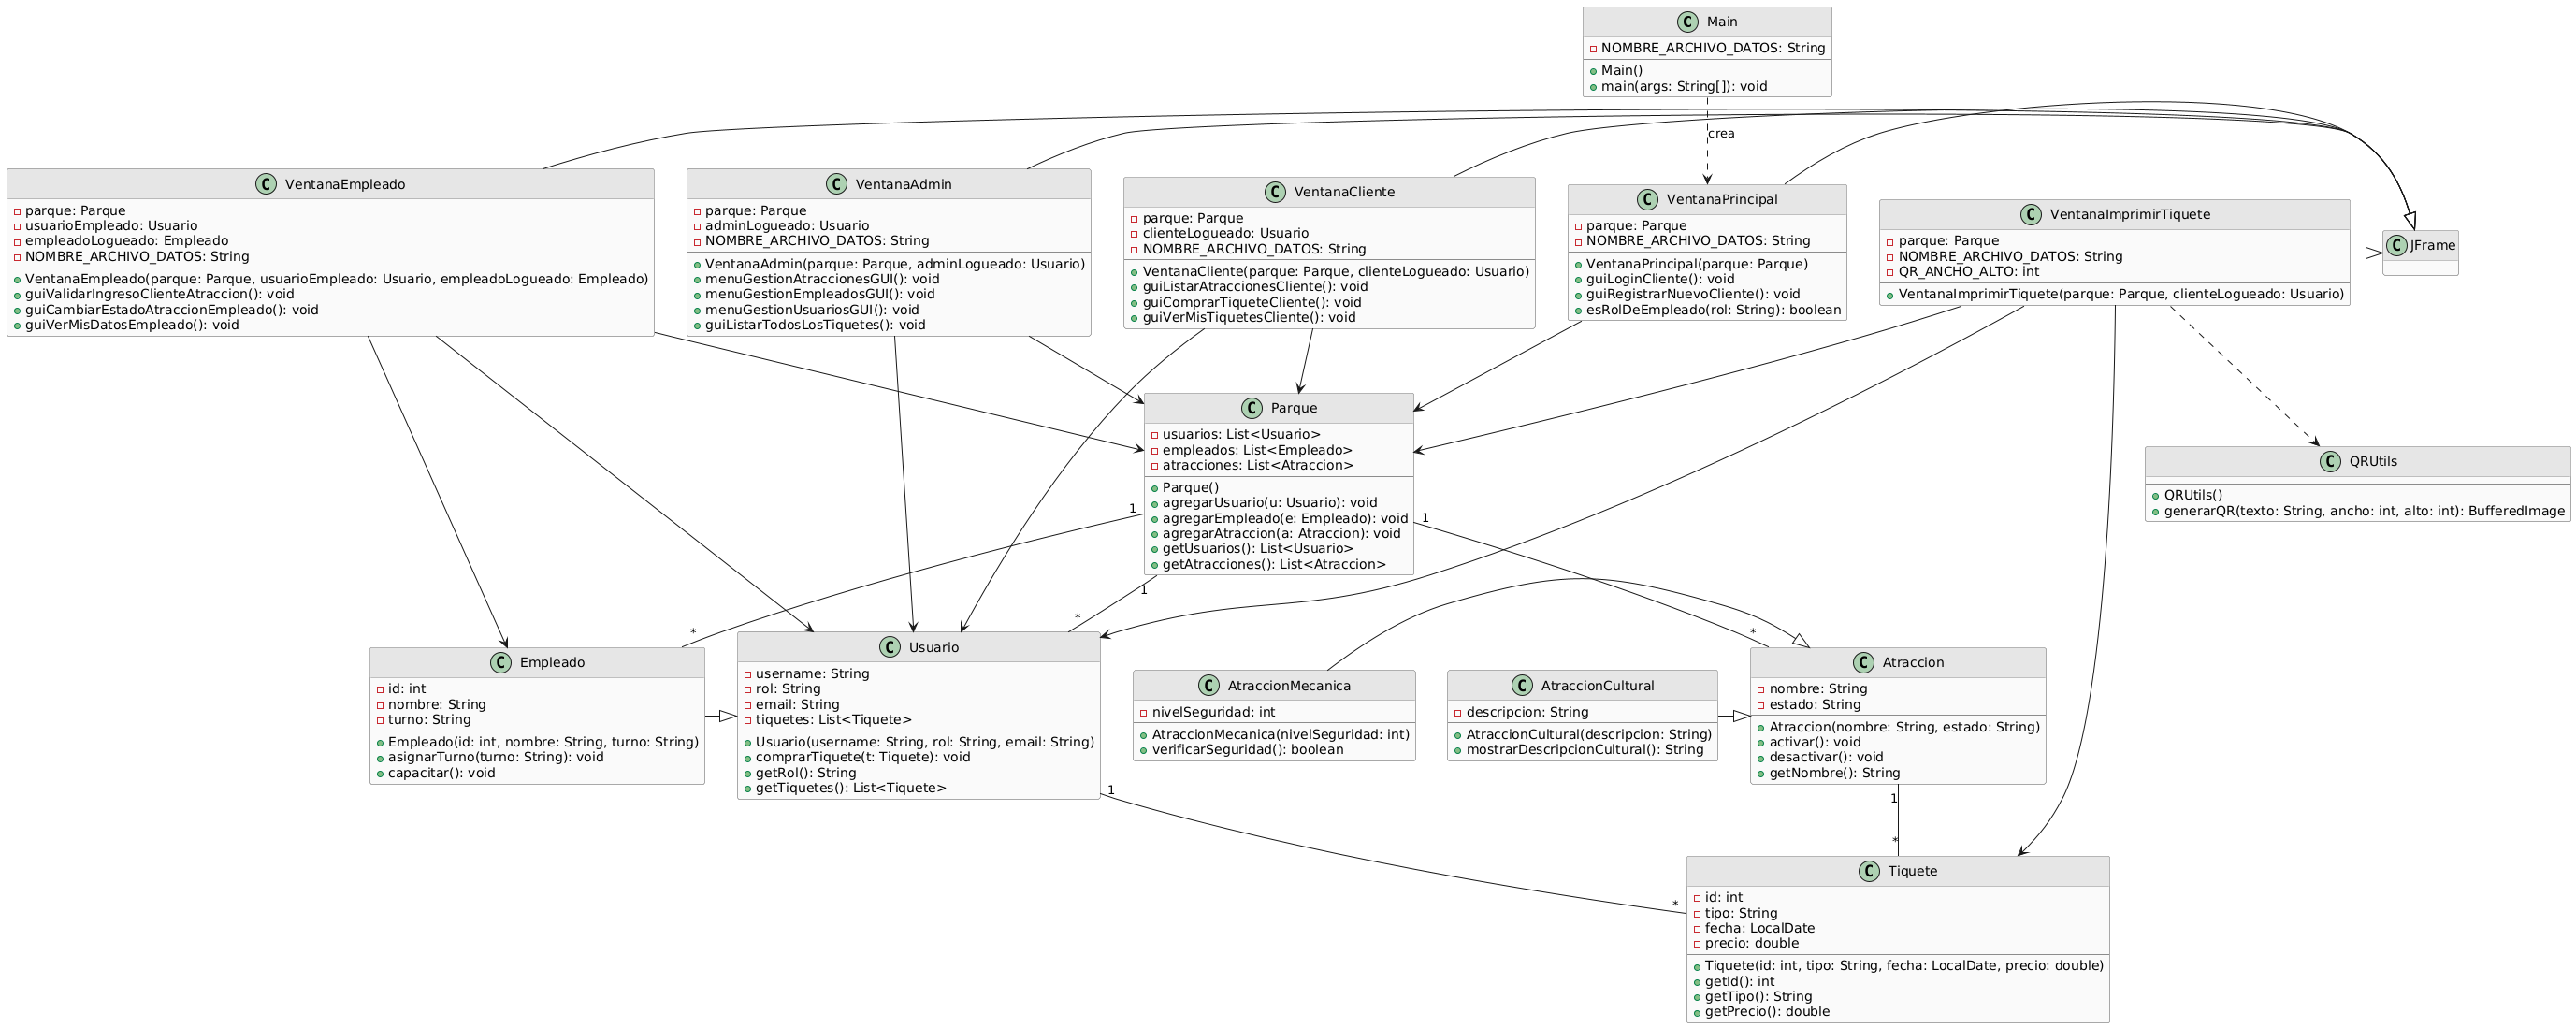 Main
NOMBRE_ARCHIVO_DATOS: String
Main()
main(args: String[]): void
crea
VentanaEmpleado
parque: Parque
usuarioEmpleado: Usuario
empleadoLogueado: Empleado
NOMBRE_ARCHIVO_DATOS: String
VentanaEmpleado(parque: Parque, usuarioEmpleado: Usuario, empleadoLogueado: Empleado)
guiValidarIngresoClienteAtraccion(): void
guiCambiarEstadoAtraccionEmpleado(): void
guiVerMisDatosEmpleado(): void
VentanaAdmin
parque: Parque
adminLogueado: Usuario
NOMBRE_ARCHIVO_DATOS: String
VentanaAdmin(parque: Parque, adminLogueado: Usuario)
menuGestionAtraccionesGUI(): void
menuGestionEmpleadosGUI(): void
menuGestionUsuariosGUI(): void
guiListarTodosLosTiquetes(): void
VentanaCliente
parque: Parque
clienteLogueado: Usuario
NOMBRE_ARCHIVO_DATOS: String
VentanaCliente(parque: Parque, clienteLogueado: Usuario)
guiListarAtraccionesCliente(): void
guiComprarTiqueteCliente(): void
guiVerMisTiquetesCliente(): void
VentanaPrincipal
parque: Parque
NOMBRE_ARCHIVO_DATOS: String
VentanaPrincipal(parque: Parque)
guiLoginCliente(): void
guiRegistrarNuevoCliente(): void
esRolDeEmpleado(rol: String): boolean
VentanaImprimirTiquete
parque: Parque
NOMBRE_ARCHIVO_DATOS: String
QR_ANCHO_ALTO: int
VentanaImprimirTiquete(parque: Parque, clienteLogueado: Usuario)
JFrame
Parque
usuarios: List<Usuario>
empleados: List<Empleado>
atracciones: List<Atraccion>
Parque()
agregarUsuario(u: Usuario): void
agregarEmpleado(e: Empleado): void
agregarAtraccion(a: Atraccion): void
getUsuarios(): List<Usuario>
getAtracciones(): List<Atraccion>
QRUtils
QRUtils()
generarQR(texto: String, ancho: int, alto: int): BufferedImage
1
1
1
*
*
*
Empleado
id: int
nombre: String
turno: String
Empleado(id: int, nombre: String, turno: String)
asignarTurno(turno: String): void
capacitar(): void
Usuario
username: String
rol: String
email: String
tiquetes: List<Tiquete>
Usuario(username: String, rol: String, email: String)
comprarTiquete(t: Tiquete): void
getRol(): String
getTiquetes(): List<Tiquete>
AtraccionMecanica
nivelSeguridad: int
AtraccionMecanica(nivelSeguridad: int)
verificarSeguridad(): boolean
AtraccionCultural
descripcion: String
AtraccionCultural(descripcion: String)
mostrarDescripcionCultural(): String
Atraccion
nombre: String
estado: String
Atraccion(nombre: String, estado: String)
activar(): void
desactivar(): void
getNombre(): String
1
1
*
*
Tiquete
id: int
tipo: String
fecha: LocalDate
precio: double
Tiquete(id: int, tipo: String, fecha: LocalDate, precio: double)
getId(): int
getTipo(): String
getPrecio(): double